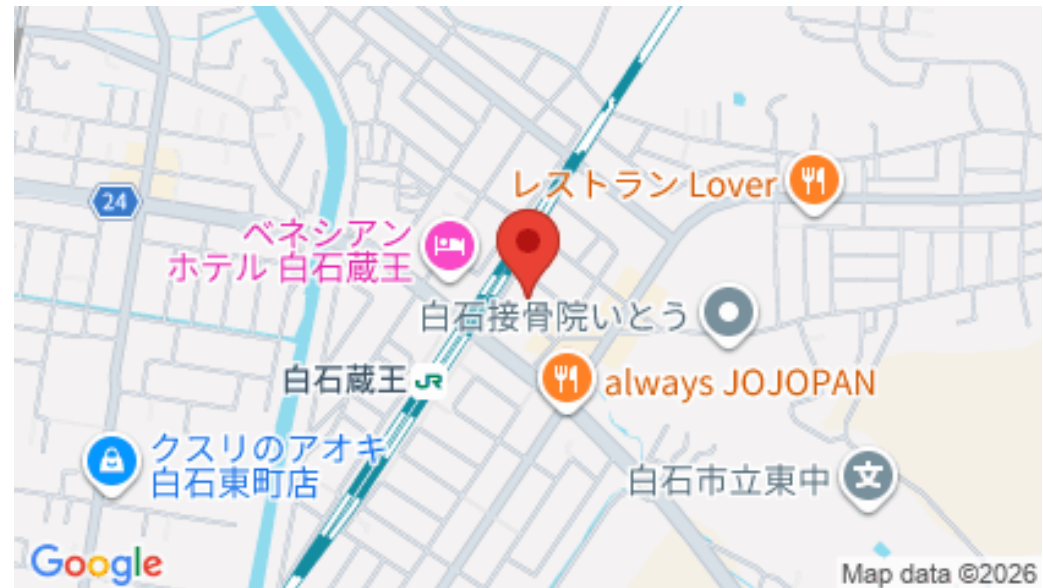 レストラン Lover
24
ベネシアン
ホテル 白石蔵王
白石接骨院いとう
白石蔵王 JR
always JOJOPAN
クスリのアオキ
白石東町店
白石市立東中
文
Google
Map data ©2026